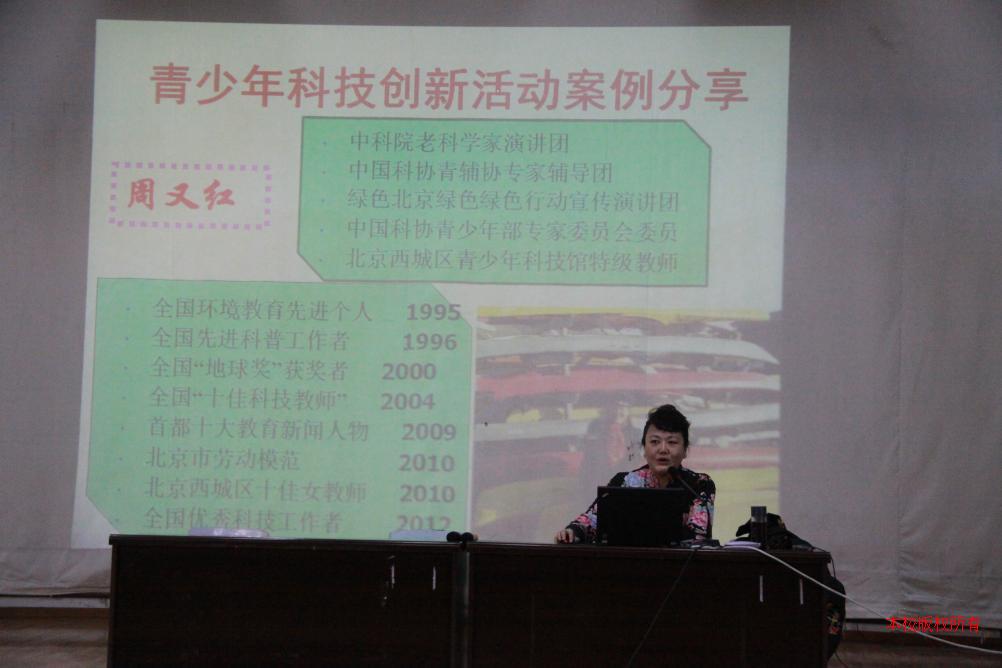 青少年科技创新活动案例分享
周又红
中科院老科学家演讲团
中国科协青辅协专家辅导团
绿色北京绿色绿色行动宣传演讲团
中国科协青少年部专家委员会委员
北京西城区青少年科技馆特级教师
全国环境教育先进个人 1995
全国先进科普工作者 1996
全国“地球奖”获奖者 2000
全国“十佳科技教师” 2004
首都十大教育新闻人物 2009
北京市劳动模范 2010
北京西城区十佳女教师 2010
全国优秀科技工作者 2012
本校版权所有